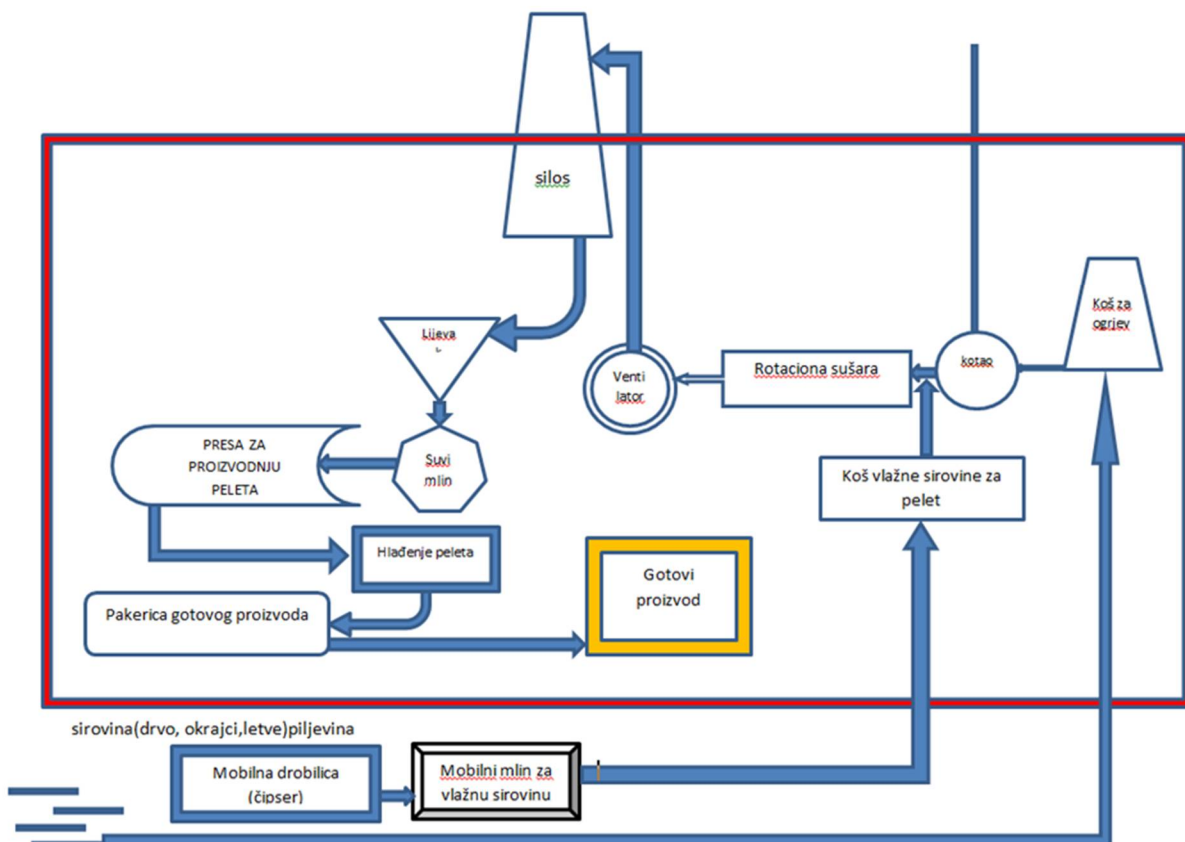 silos
Lijeva
Koš za
ogrjev
kotao
Rotaciona sušara
Venti
lator
PRESA ZA
PROIZVODNJU
PELETA
Suvi
mlin
Koš vlažne sirovine za
pelet
Hlađenje peleta
Gotovi
proizvod
Pakerica gotovog proizvoda
sirovina(drvo, okrajci,letve)piljevina
Mobilna drobilica
(čipser)
Mobilni mlin za
vlažnu sirovinu